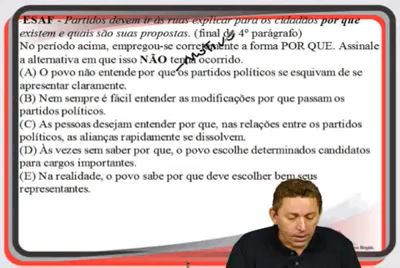 ESAF - Partidos devem ir às ruas explicar para os cidadãos por que
existem e quais são suas propostas. (final do 4º parágrafo)
No período acima, empregou-se corretamente a forma POR QUE. Assinale
a alternativa em que isso NÃO tenha ocorrido.
(A) O povo não entende por que os partidos políticos se esquivam de se
apresentar claramente.
(B) Nem sempre é fácil entender as modificações por que passam os
partidos políticos.
(C) As pessoas desejam entender por que, nas relações entre os partidos
políticos, as alianças rapidamente se dissolvem.
(D) Às vezes sem saber por que, o povo escolhe determinados candidatos
para cargos importantes.
(E) Na realidade, o povo sabe por que deve escolher bem seus
representantes.